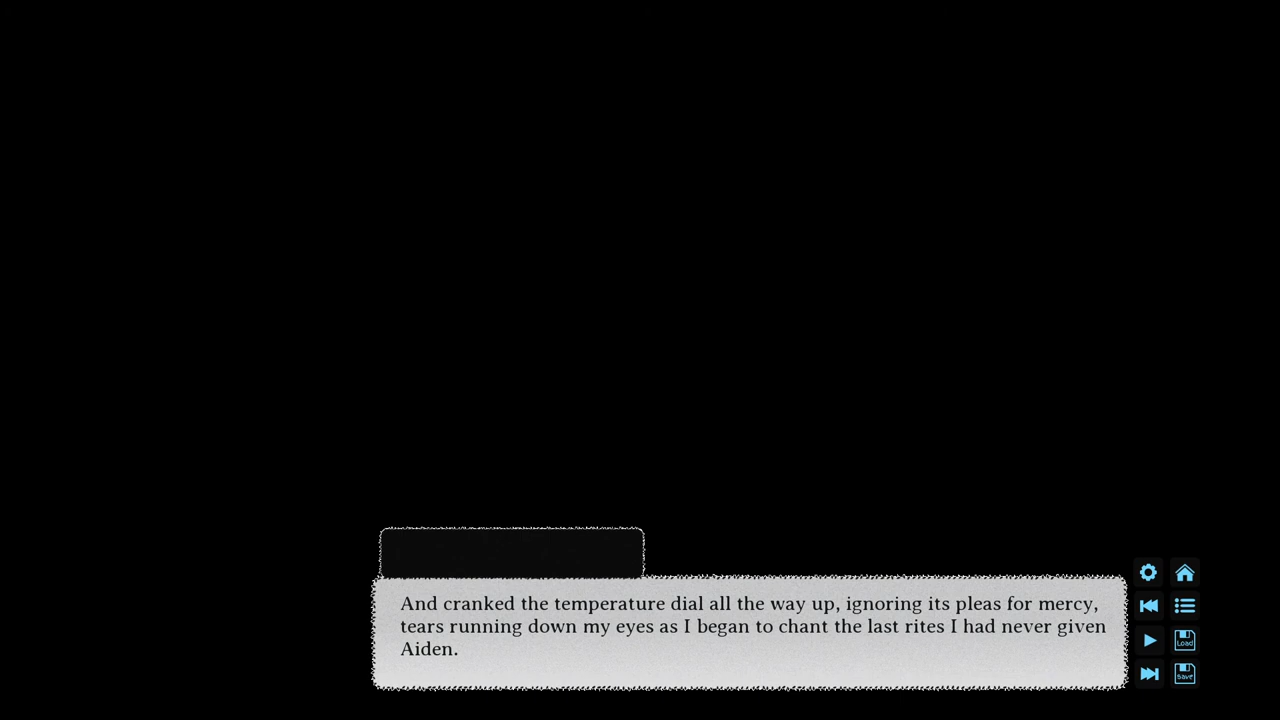 And cranked the temperature dial all the way up, ignoring its pleas for mercy,
tears running down my eyes as I began to chant the last rites I had never given
Aiden.
Load
Save